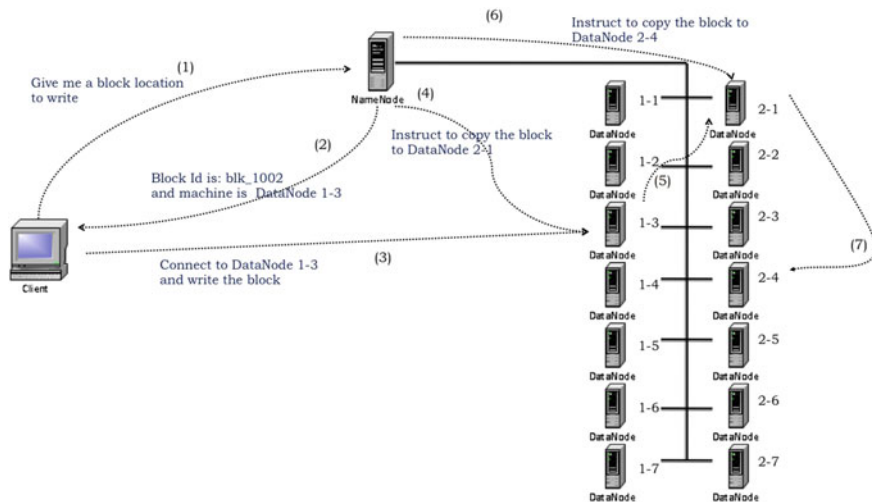 (6)
Instruct to copy the block to
DataNode 2-4
(1)
Give me a block location
to write
NameNode
(4)
Instruct to copy the block
to DataNode 2-1
(2)
Block Id is: blk_1002
and machine is DataNode 1-3
(3)
Connect to DataNode 1-3
and write the block
Client
1-1
DataNode
2-1
DataNode
1-2
DataNode
2-2
DataNode
(5)
1-3
DataNode
2-3
DataNode
(7)
1-4
DataNode
2-4
DataNode
1-5
DataNode
2-5
DataNode
1-6
DataNode
2-6
DataNode
1-7
DataNode
2-7
DataNode